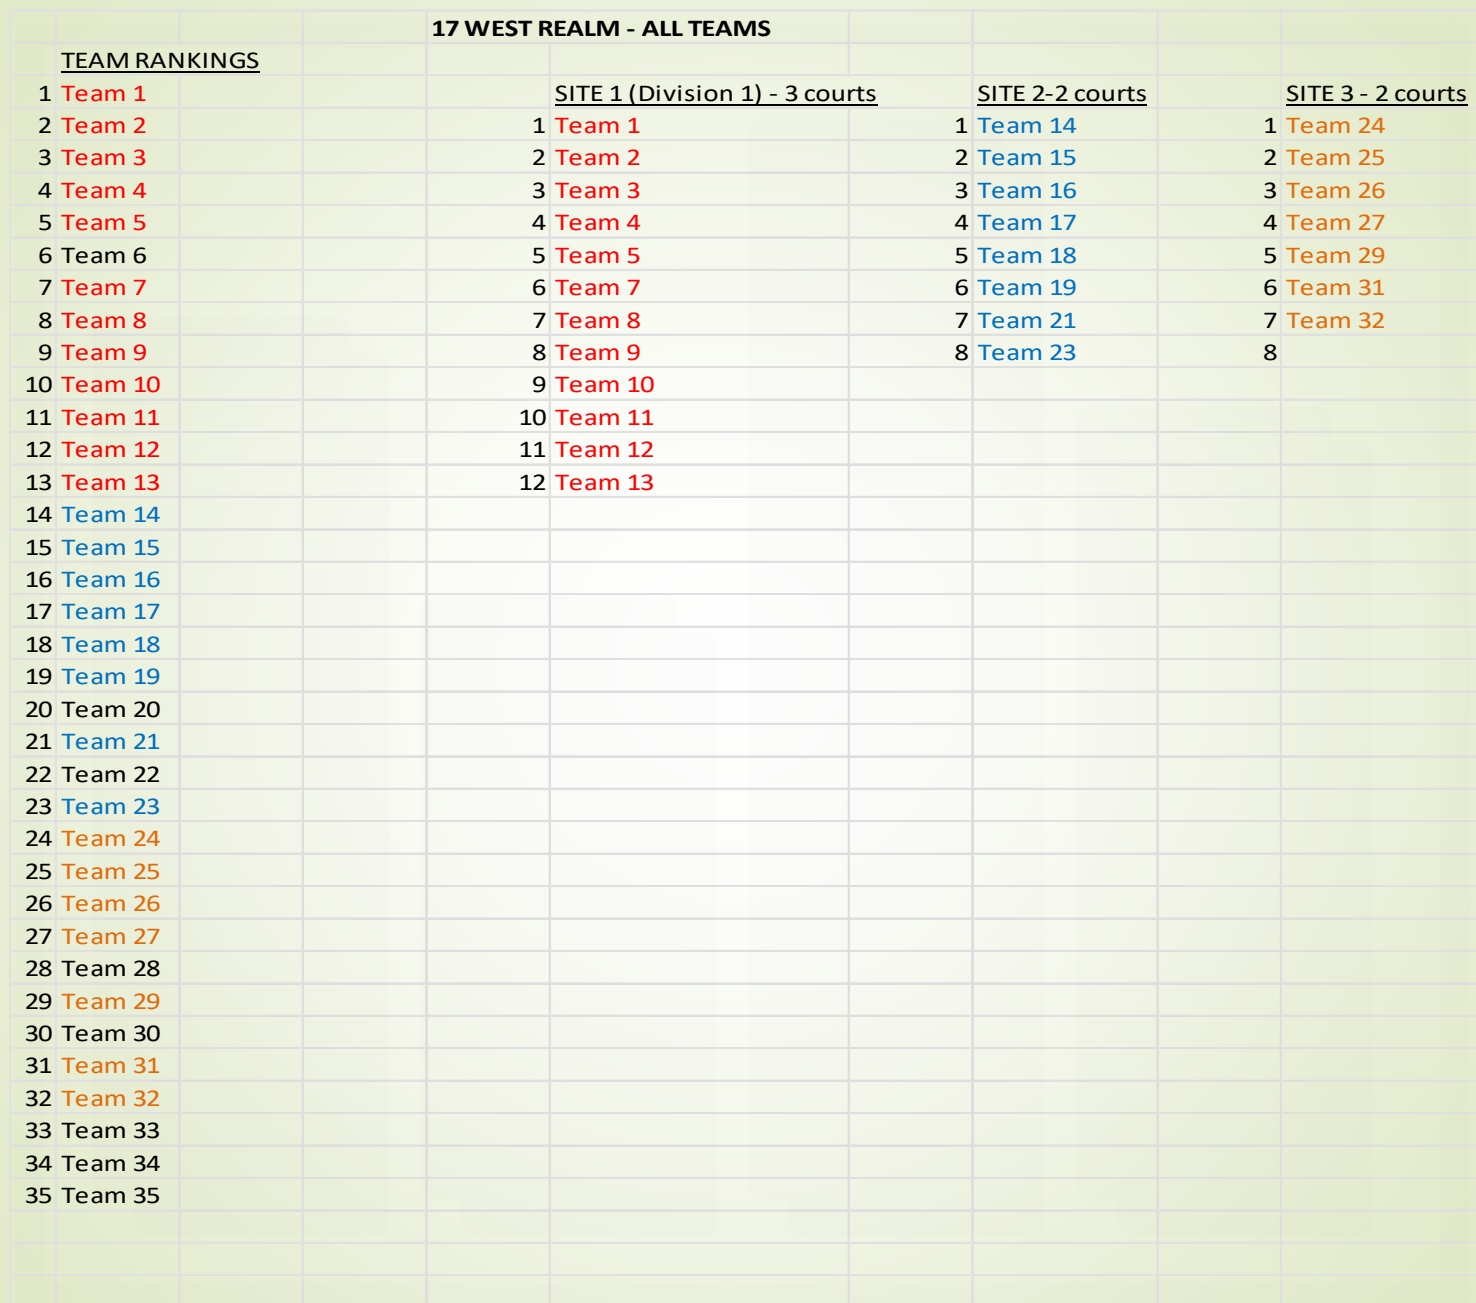 17 WEST REALM - ALL TEAMS
TEAM RANKINGS
1 Team 1 SITE 1 (Division 1) - 3 courts SITE 2-2 courts SITE 3 - 2 courts
2 Team 2 1 Team 1 1 Team 14 1 Team 24
3 Team 3 2 Team 2 2 Team 15 2 Team 25
4 Team 4 3 Team 3 3 Team 16 3 Team 26
5 Team 5 4 Team 4 4 Team 17 4 Team 27
6 Team 6 5 Team 5 5 Team 18 5 Team 29
7 Team 7 6 Team 7 6 Team 19 6 Team 31
8 Team 8 7 Team 8 7 Team 21 7 Team 32
9 Team 9 8 Team 9 8 Team 23 8
10 Team 10 9 Team 10
11 Team 11 10 Team 11
12 Team 12 11 Team 12
13 Team 13 12 Team 13
14 Team 14
15 Team 15
16 Team 16
17 Team 17
18 Team 18
19 Team 19
20 Team 20
21 Team 21
22 Team 22
23 Team 23
24 Team 24
25 Team 25
26 Team 26
27 Team 27
28 Team 28
29 Team 29
30 Team 30
31 Team 31
32 Team 32
33 Team 33
34 Team 34
35 Team 35